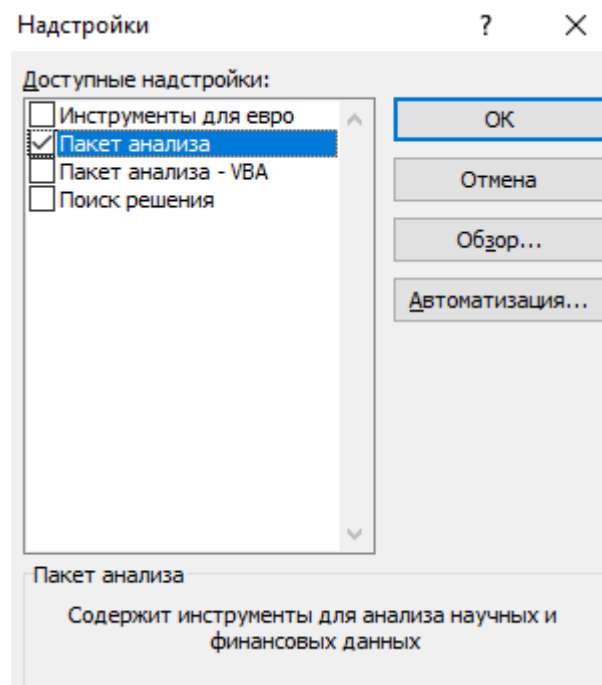 Надстройки ?
Доступные надстройки:
Инструменты для евро
Пакет анализа
Пакет анализа - VBA
Поиск решения
ОК
Отмена
Обзор...
Автоматизация...
Пакет анализа
Содержит инструменты для анализа научных и
финансовых данных